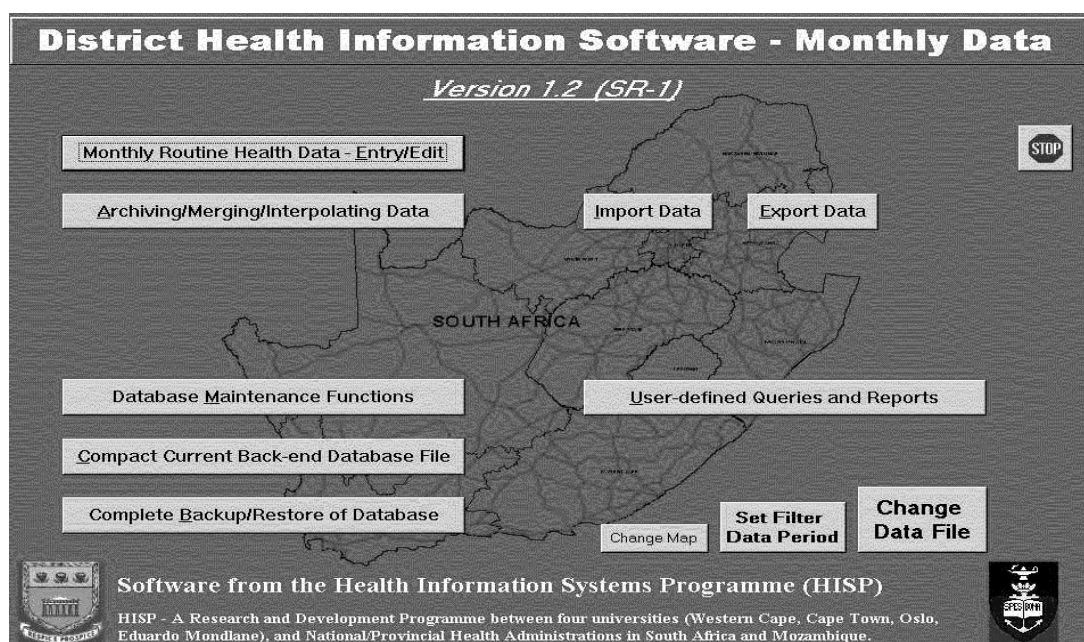 District Health Information Software - Monthly Data
Version 1.2 (SR-1)
Monthly Routine Health Data - Entry/Edit
STOP
Archiving/Merging/Interpolating Data
Import Data
Export Data
SOUTH AFRICA
Database Maintenance Functions
User-defined Queries and Reports
Compact Current Back-end Database File
Complete Backup/Restore of Database
Change Map
Set Filter
Data Period
Change
Data File
Software from the Health Information Systems Programme (HISP)
HISP - A Research and Development Programme between four universities (Western Cape, Cape Town, Oslo,
Eduardo Mondlane), and National/Provincial Health Administrations in South Africa and Mozambique.
SPES BONA